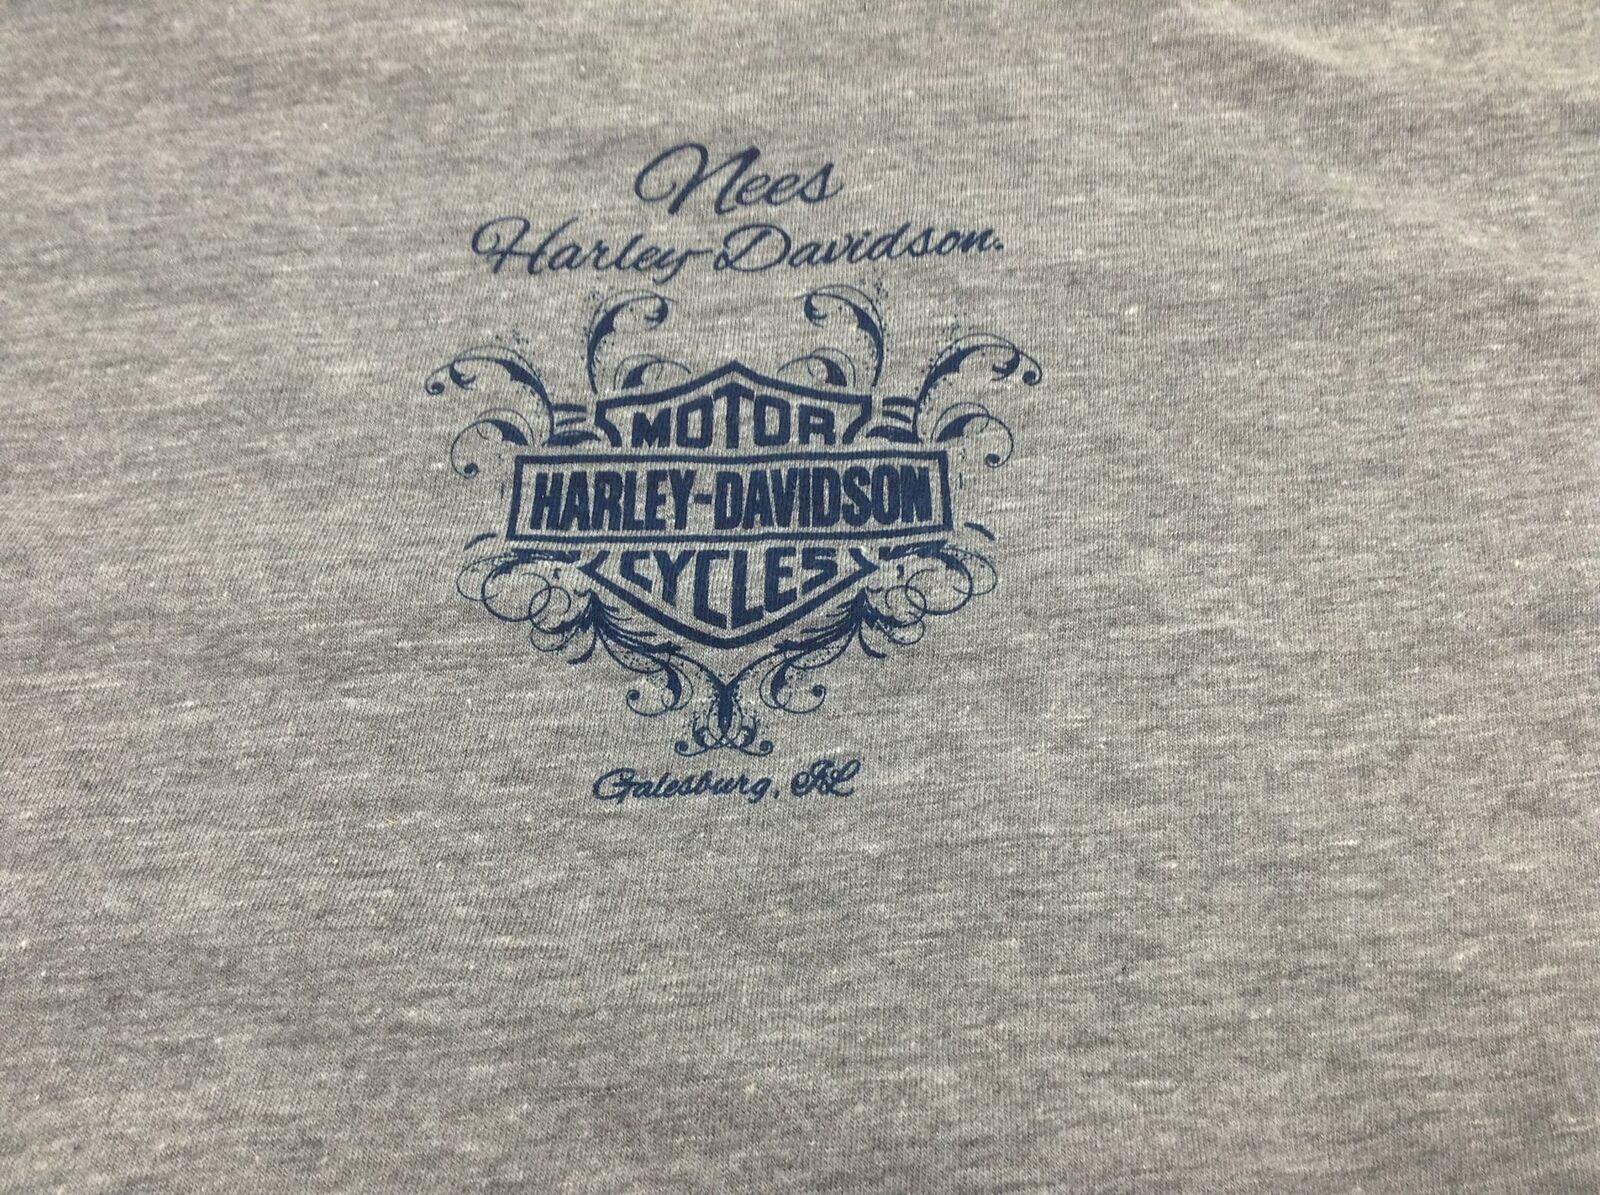 Nees
Harley-Davidson.
MOTOR
HARLEY-DAVIDSON
CYCLES
Galesburg, IL